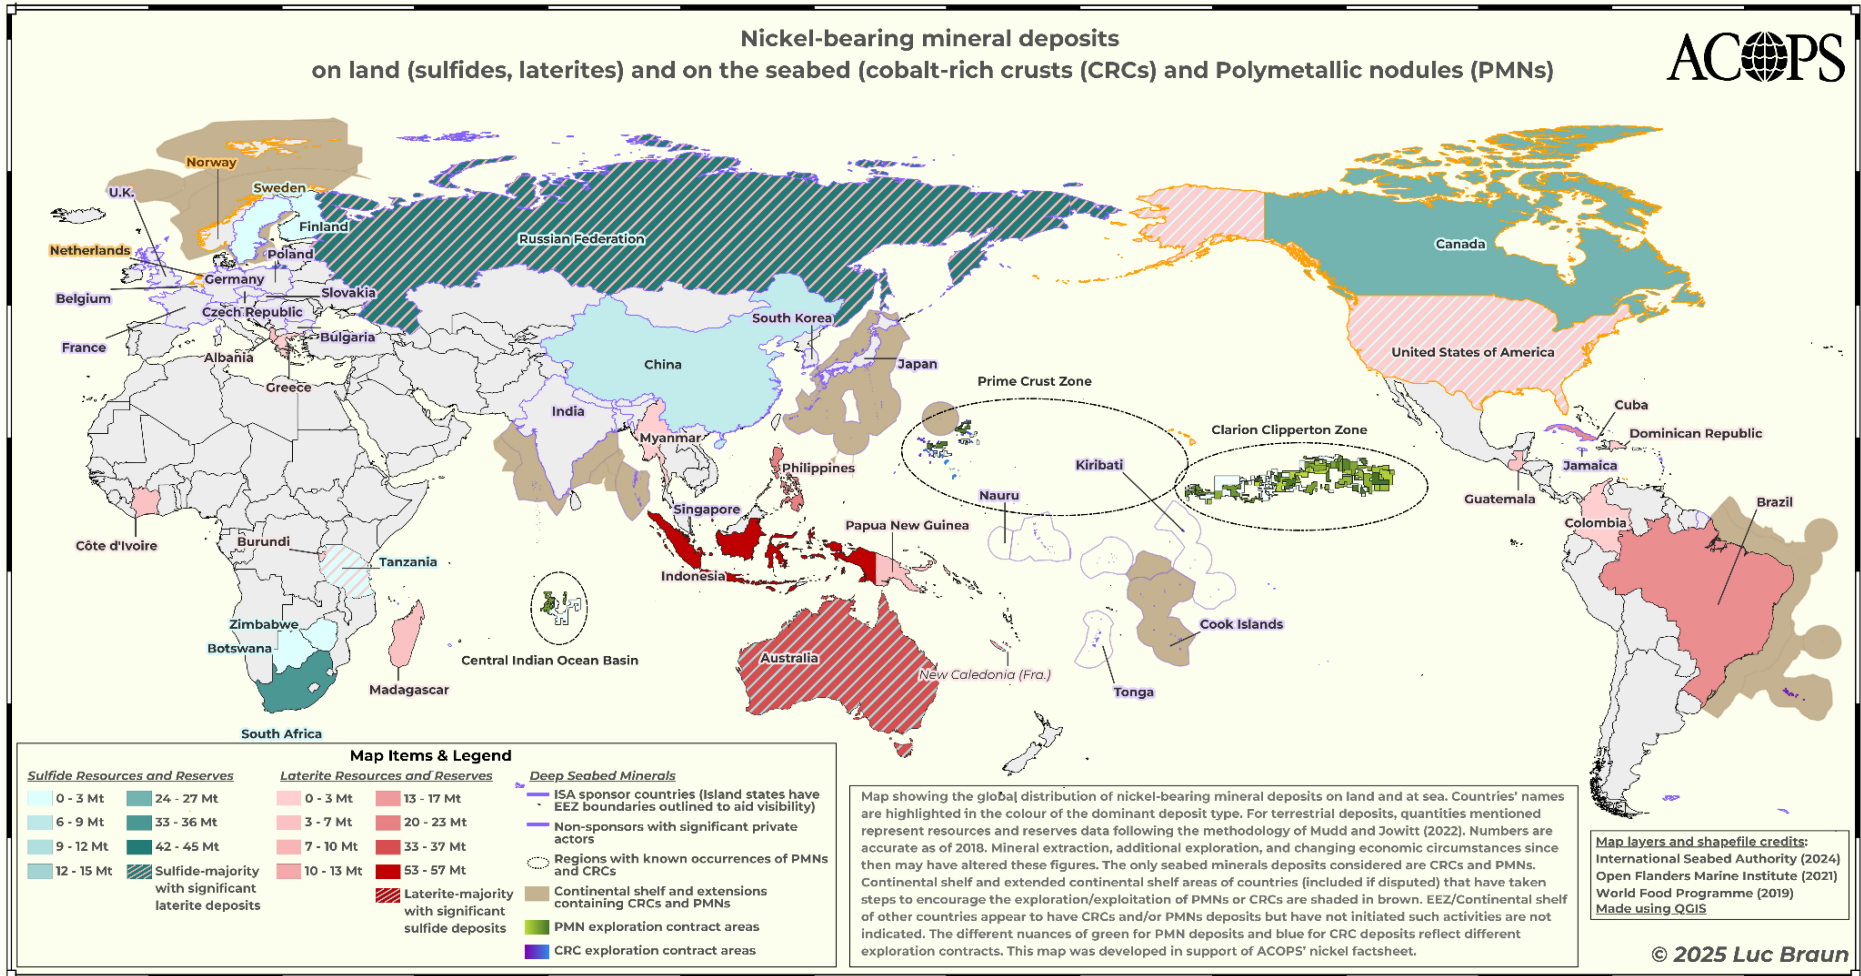 Nickel-bearing mineral deposits
on land (sulfides, laterites) and on the seabed (cobalt-rich crusts (CRCs) and Polymetallic nodules (PMNs)
ACOPS
Norway
U.K.
Sweden
Finland
Netherlands
Poland
Germany
Belgium
Slovakia
Czech Republic
France
Bulgaria
Albania
Greece
Russian Federation
South Korea
China
Japan
India
Myanmar
Philippines
Singapore
Papua New Guinea
Indonesia
Prime Crust Zone
Clarion Clipperton Zone
Kiribati
Nauru
Canada
United States of America
Cuba
Dominican Republic
Jamaica
Guatemala
Colombia
Brazil
Côte d'Ivoire
Burundi
Tanzania
Zimbabwe
Botswana
Madagascar
South Africa
Central Indian Ocean Basin
Australia
New Caledonia (Fra.)
Cook Islands
Tonga
Map Items & Legend
Sulfide Resources and Reserves
0 - 3 Mt
6 - 9 Mt
9 - 12 Mt
12 - 15 Mt
24 - 27 Mt
33 - 36 Mt
42 - 45 Mt
Sulfide-majority
with significant
laterite deposits
Laterite Resources and Reserves
0 - 3 Mt
3 - 7 Mt
7 - 10 Mt
10 - 13 Mt
13 - 17 Mt
20 - 23 Mt
33 - 37 Mt
53 - 57 Mt
Laterite-majority
with significant
sulfide deposits
Deep Seabed Minerals
ISA sponsor countries (Island states have
EEZ boundaries outlined to aid visibility)
Non-sponsors with significant private
actors
Regions with known occurrences of PMNs
and CRCs
Continental shelf and extensions
containing CRCs and PMNs
PMN exploration contract areas
CRC exploration contract areas
Map showing the global distribution of nickel-bearing mineral deposits on land and at sea. Countries' names
are highlighted in the colour of the dominant deposit type. For terrestrial deposits, quantities mentioned
represent resources and reserves data following the methodology of Mudd and Jowitt (2022). Numbers are
accurate as of 2018. Mineral extraction, additional exploration, and changing economic circumstances since
then may have altered these figures. The only seabed minerals deposits considered are CRCs and PMNs.
Continental shelf and extended continental shelf areas of countries (included if disputed) that have taken
steps to encourage the exploration/exploitation of PMNs or CRCs are shaded in brown. EEZ/Continental shelf
of other countries appear to have CRCs and/or PMNs deposits but have not initiated such activities are not
indicated. The different nuances of green for PMN deposits and blue for CRC deposits reflect different
exploration contracts. This map was developed in support of ACOPS' nickel factsheet.
Map layers and shapefile credits:
International Seabed Authority (2024)
Open Flanders Marine Institute (2021)
World Food Programme (2019)
Made using QGIS
© 2025 Luc Braun